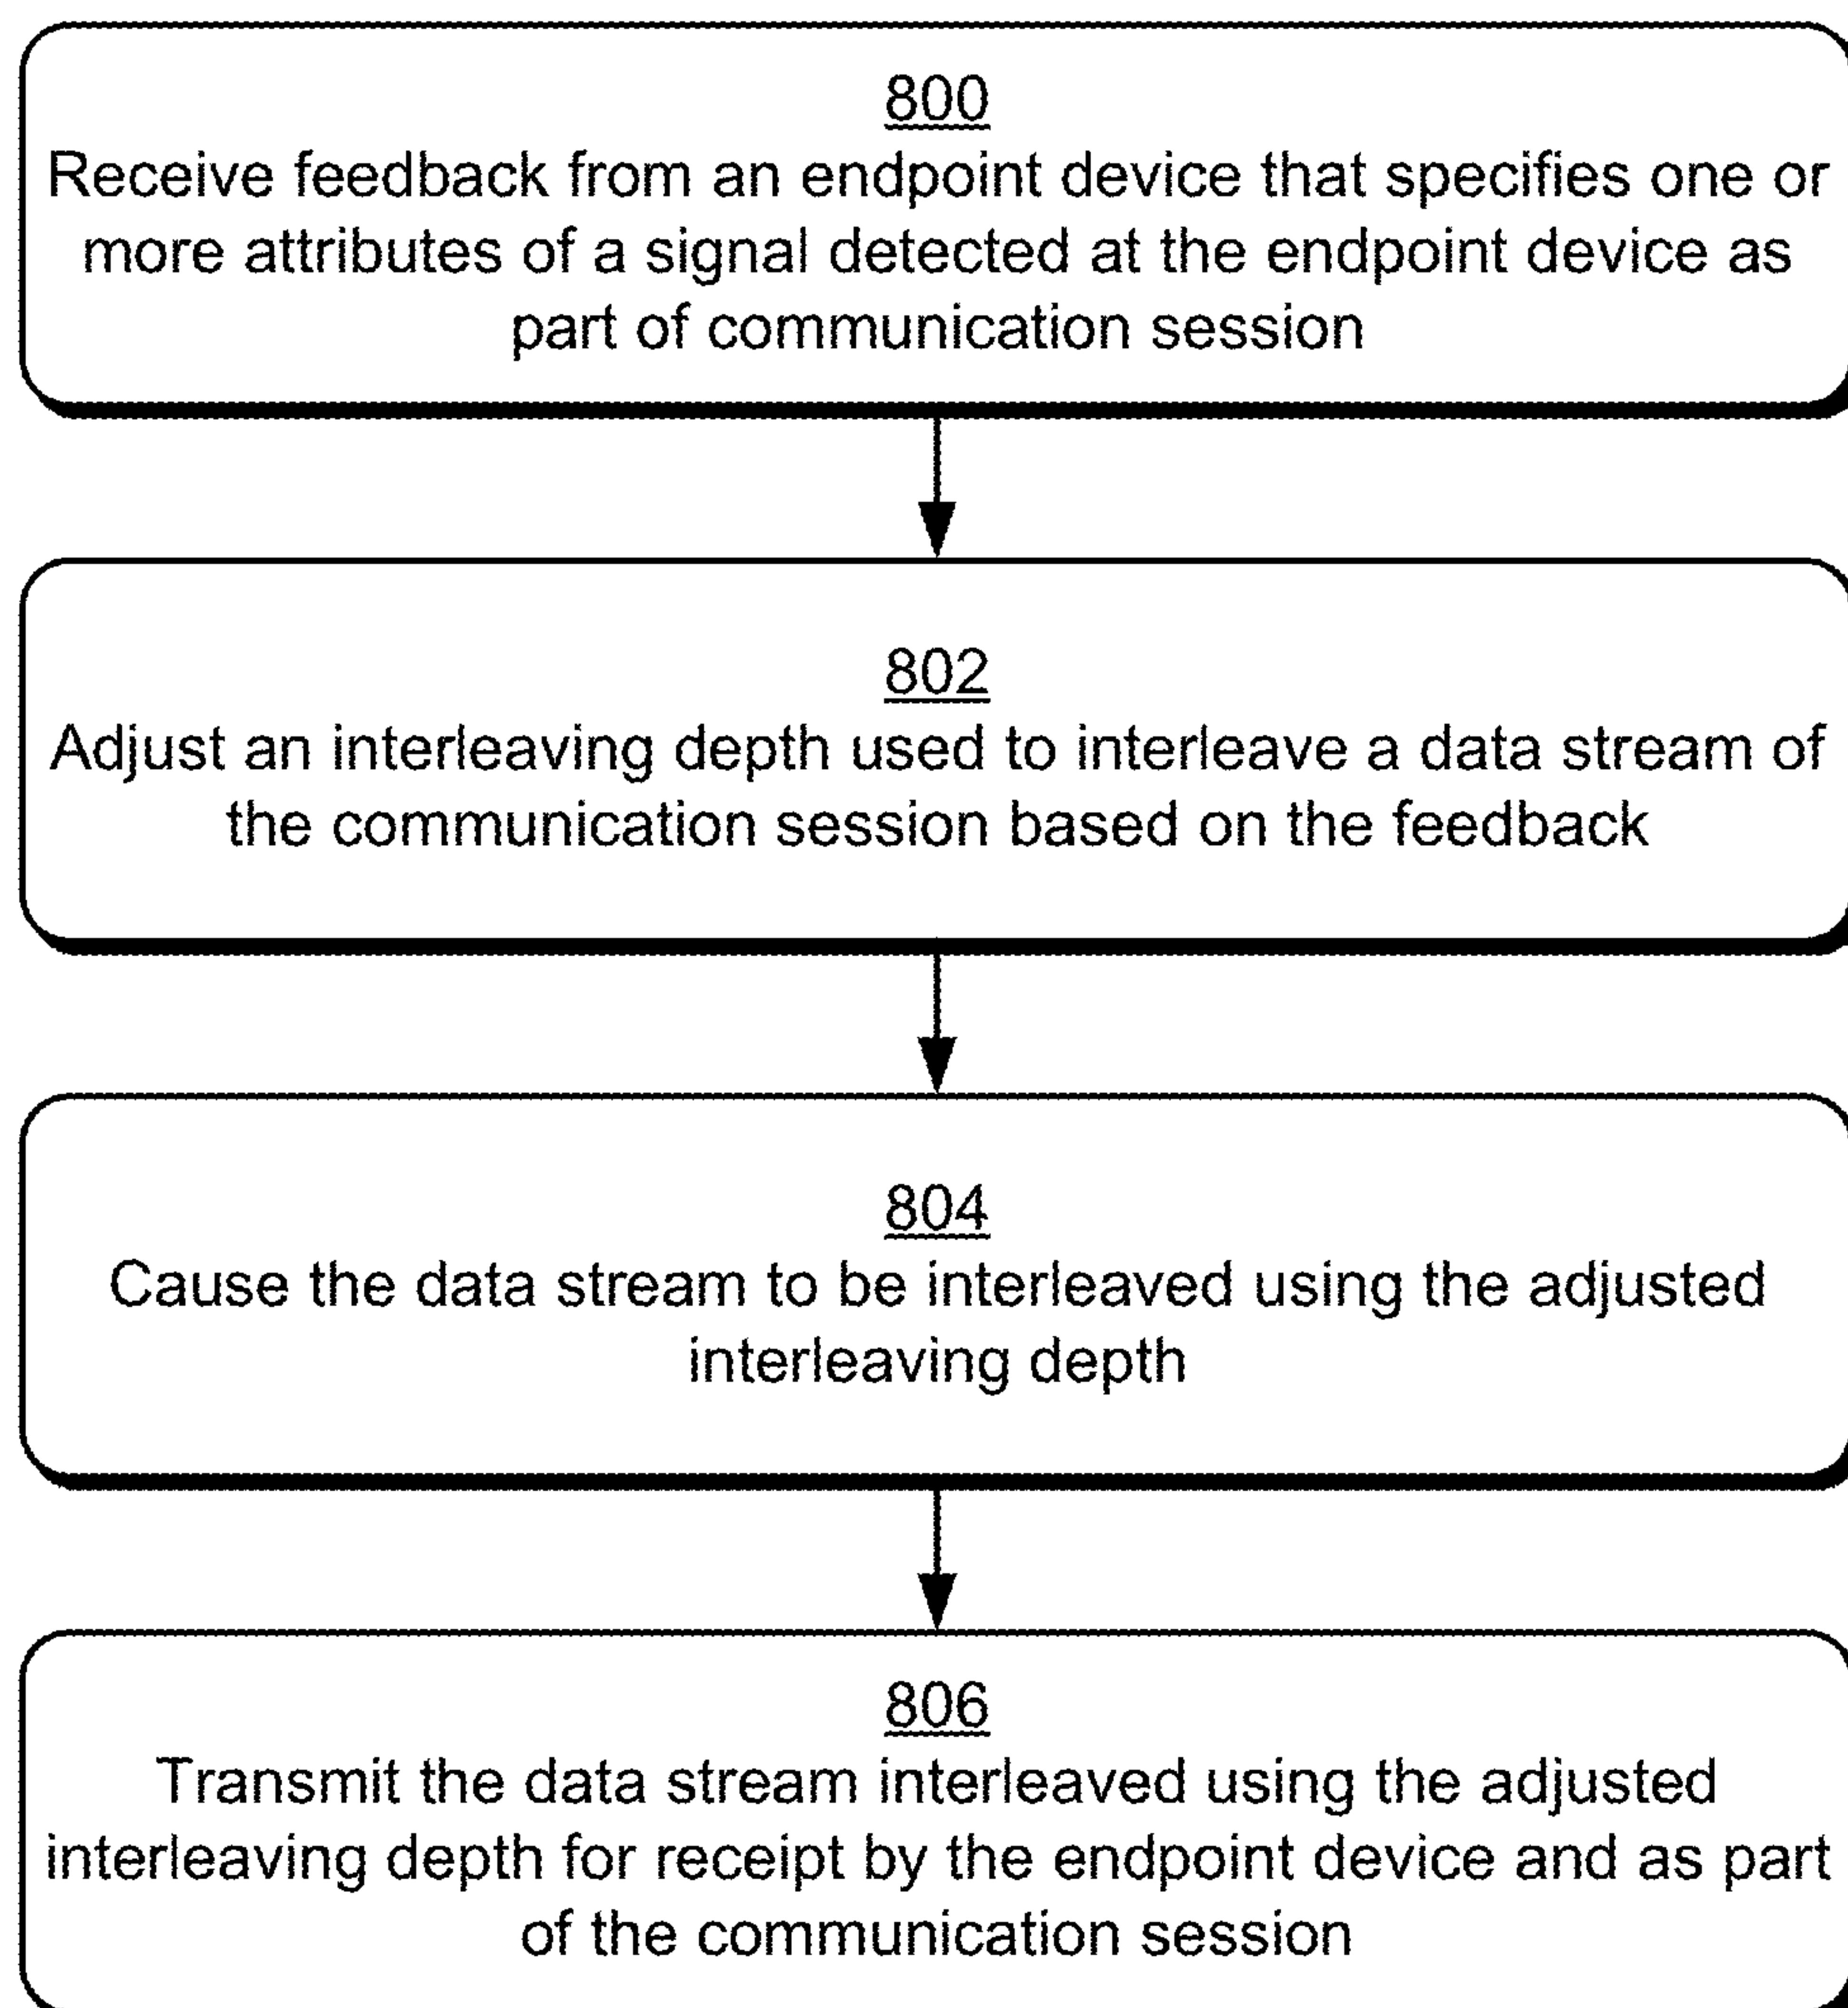 800
Receive feedback from an endpoint device that specifies one or
more attributes of a signal detected at the endpoint device as
part of communication session
802
Adjust an interleaving depth used to interleave a data stream of
the communication session based on the feedback
804
Cause the data stream to be interleaved using the adjusted
interleaving depth
806
Transmit the data stream interleaved using the adjusted
interleaving depth for receipt by the endpoint device and as part
of the communication session